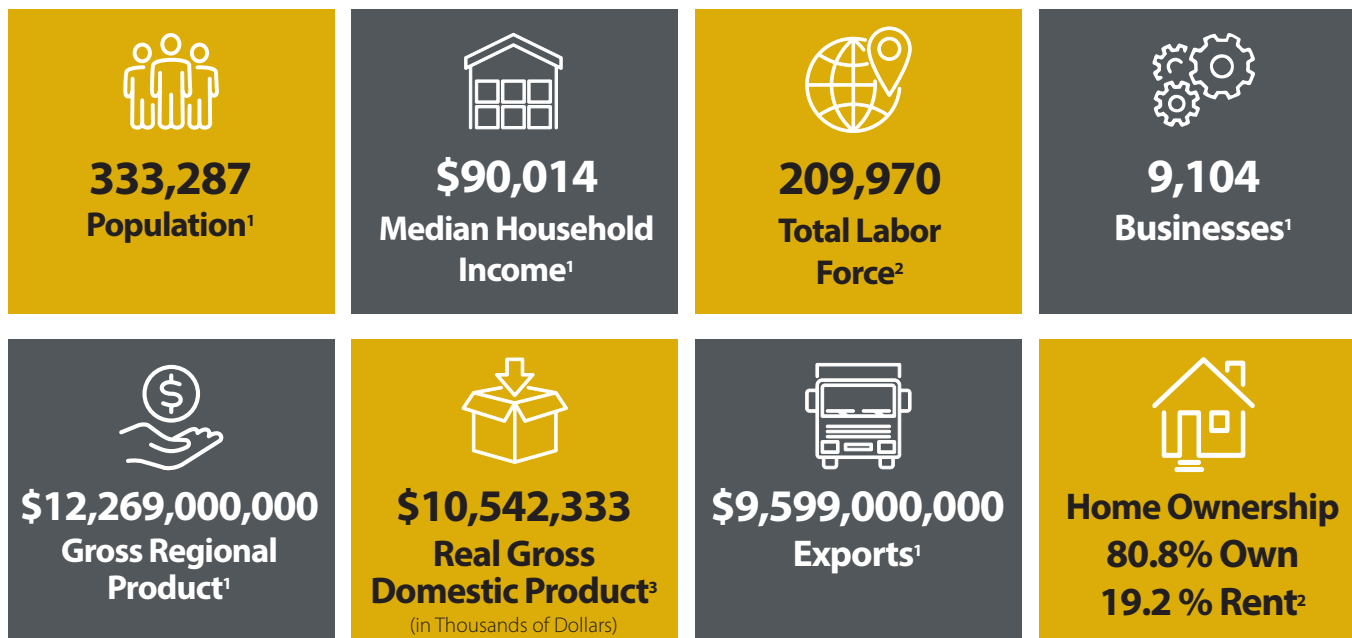 333,287
Population¹
$90,014
Median Household
Income¹
209,970
Total Labor
Force²
9,104
Businesses¹
$12,269,000,000
Gross Regional
Product¹
$10,542,333
Real Gross
Domestic Product³
(in Thousands of Dollars)
$9,599,000,000
Exports¹
Home Ownership
80.8% Own
19.2 % Rent²